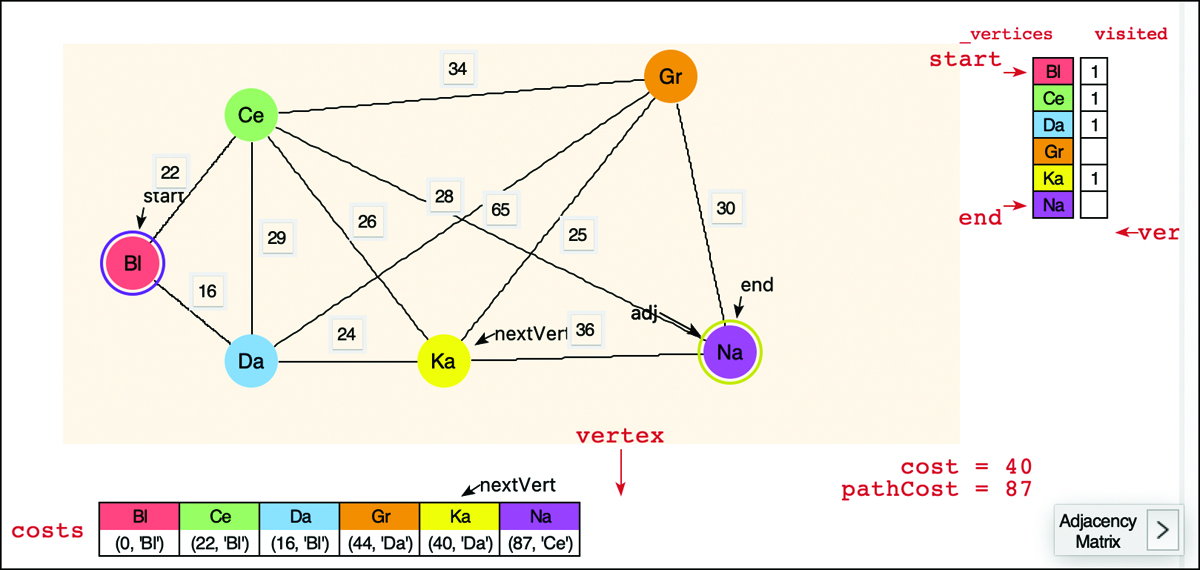 _vertices visited
start
Bl 1
Ce 1
Da 1
Gr
Ka 1
Na
end
ver
34
Gr
Ce
22
start
28
65
26
29
25
30
Bl
16
end
adj
24
nextVert
36
Da
Ka
Na
vertex
cost = 40
pathCost = 87
nextVert
costs
Bl Ce Da Gr Ka Na
(0, 'Bl') (22, 'Bl') (16, 'Bl') (44, 'Da') (40, 'Da') (87, 'Ce')
Adjacency
Matrix